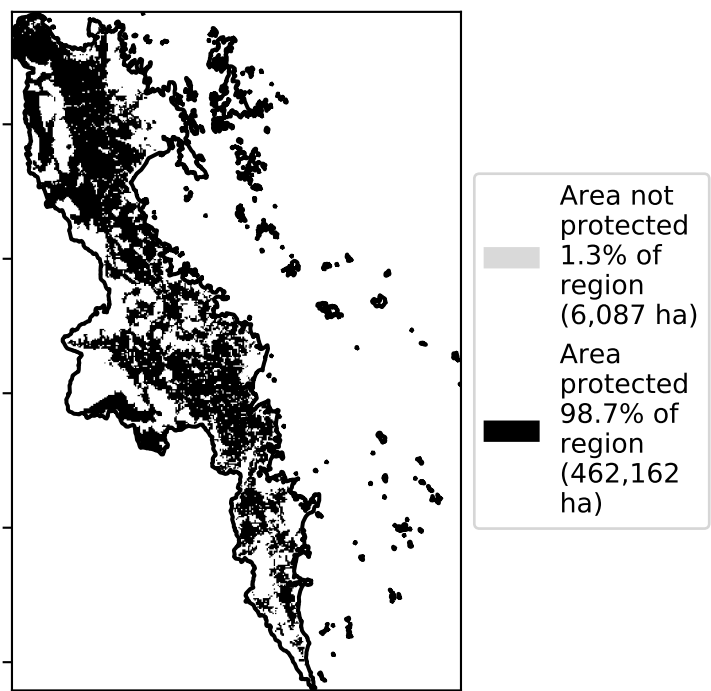 Area not
protected
1.3% of
region
(6,087 ha)
Area
protected
98.7% of
region
(462,162
ha)